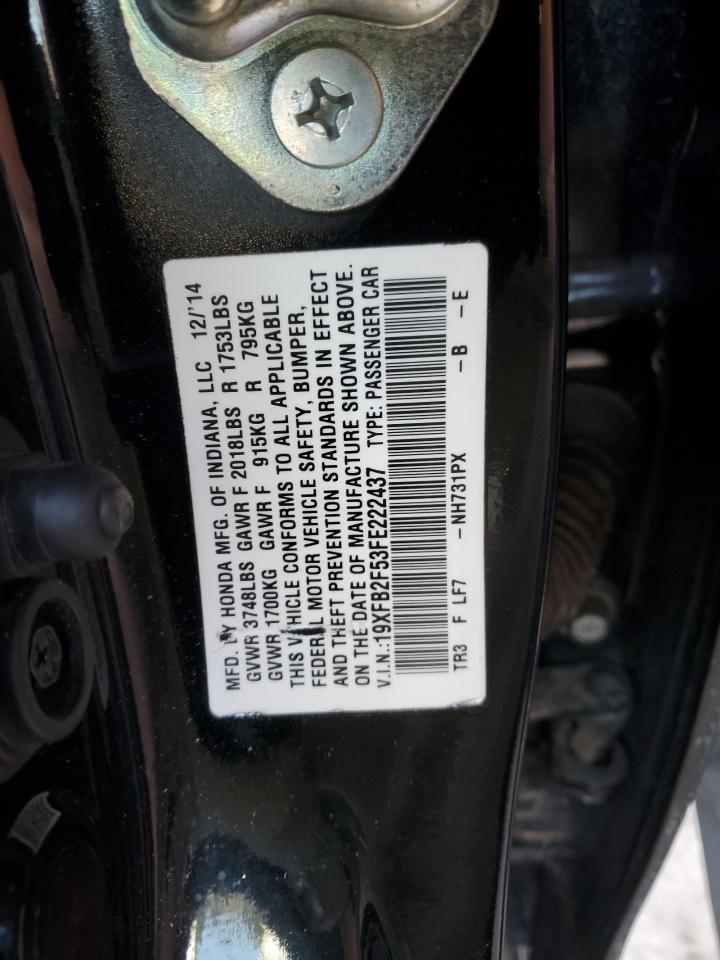 MFD. BY HONDA MFG. OF INDIANA, LLC 12/'14
GVWR 3748LBS GAWR F 2018LBS R 1753LBS
GVWR 1700KG GAWR F 915KG R 795KG
THIS VEHICLE CONFORMS TO ALL APPLICABLE
FEDERAL MOTOR VEHICLE SAFETY, BUMPER,
AND THEFT PREVENTION STANDARDS IN EFFECT
ON THE DATE OF MANUFACTURE SHOWN ABOVE.
V.I.N.:19XFB2F53FE222437 TYPE: PASSENGER CAR
TR3 F LF7 –NH731PX –B –E